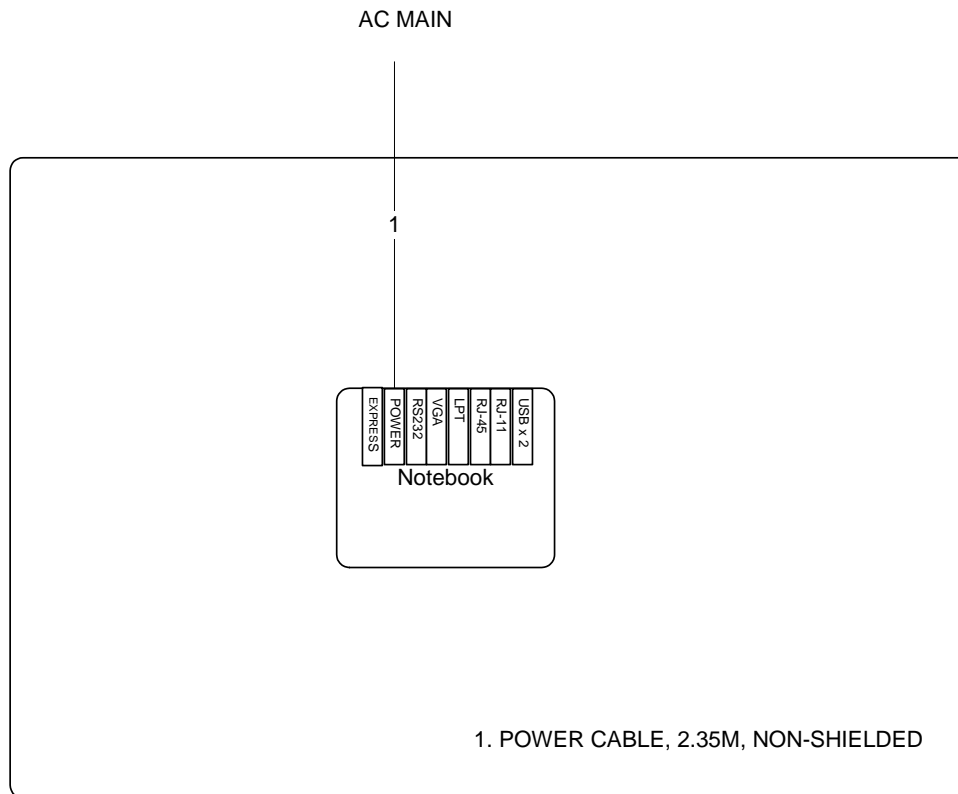 AC MAIN
1
EXPRESS
POWER
RS232
VGA
LPT
RJ-45
RJ-11
USB x 2
Notebook
1. POWER CABLE, 2.35M, NON-SHIELDED